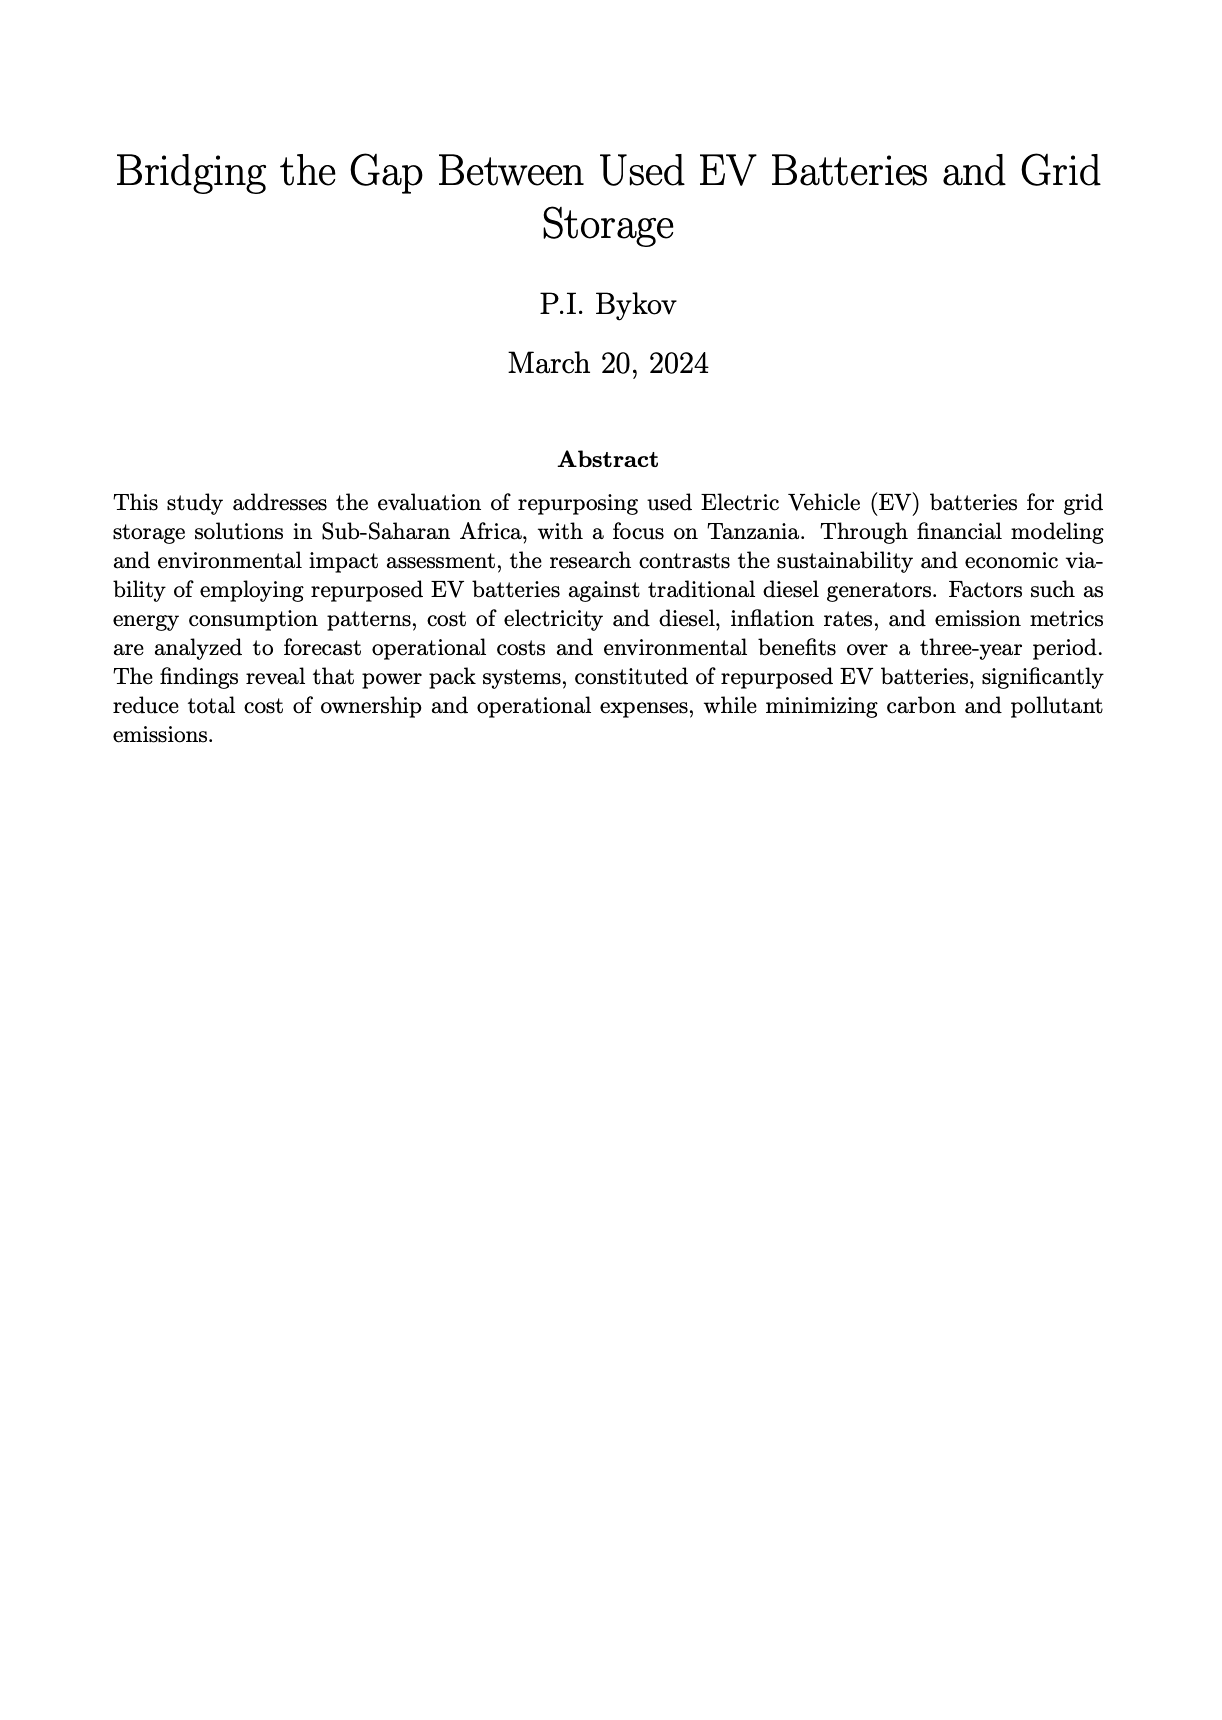 Bridging the Gap Between Used EV Batteries and Grid
Storage
P.I. Bykov
March 20, 2024
Abstract
This study addresses the evaluation of repurposing used Electric Vehicle (EV) batteries for grid
storage solutions in Sub-Saharan Africa, with a focus on Tanzania. Through financial modeling
and environmental impact assessment, the research contrasts the sustainability and economic via-
bility of employing repurposed EV batteries against traditional diesel generators. Factors such as
energy consumption patterns, cost of electricity and diesel, inflation rates, and emission metrics
are analyzed to forecast operational costs and environmental benefits over a three-year period.
The findings reveal that power pack systems, constituted of repurposed EV batteries, significantly
reduce total cost of ownership and operational expenses, while minimizing carbon and pollutant
emissions.